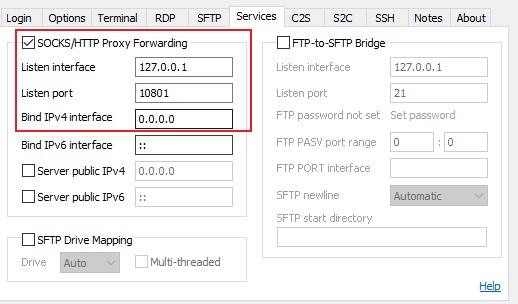 Login Options Terminal RDP SFTP Services C2S S2C SSH Notes About
SOCKS/HTTP Proxy Forwarding
Listen interface 127.0.0.1
Listen port 10801
Bind IPv4 interface 0.0.0.0
Bind IPv6 interface ::
Server public IPv4 0.0.0.0
Server public IPv6 ::
SFTP Drive Mapping
Drive Auto Multi-threaded
FTP-to-SFTP Bridge
Listen interface 127.0.0.1
Listen port 21
FTP password not set Set password
FTP PASV port range 0 : 0
FTP PORT interface
SFTP newline Automatic
SFTP start directory
Help